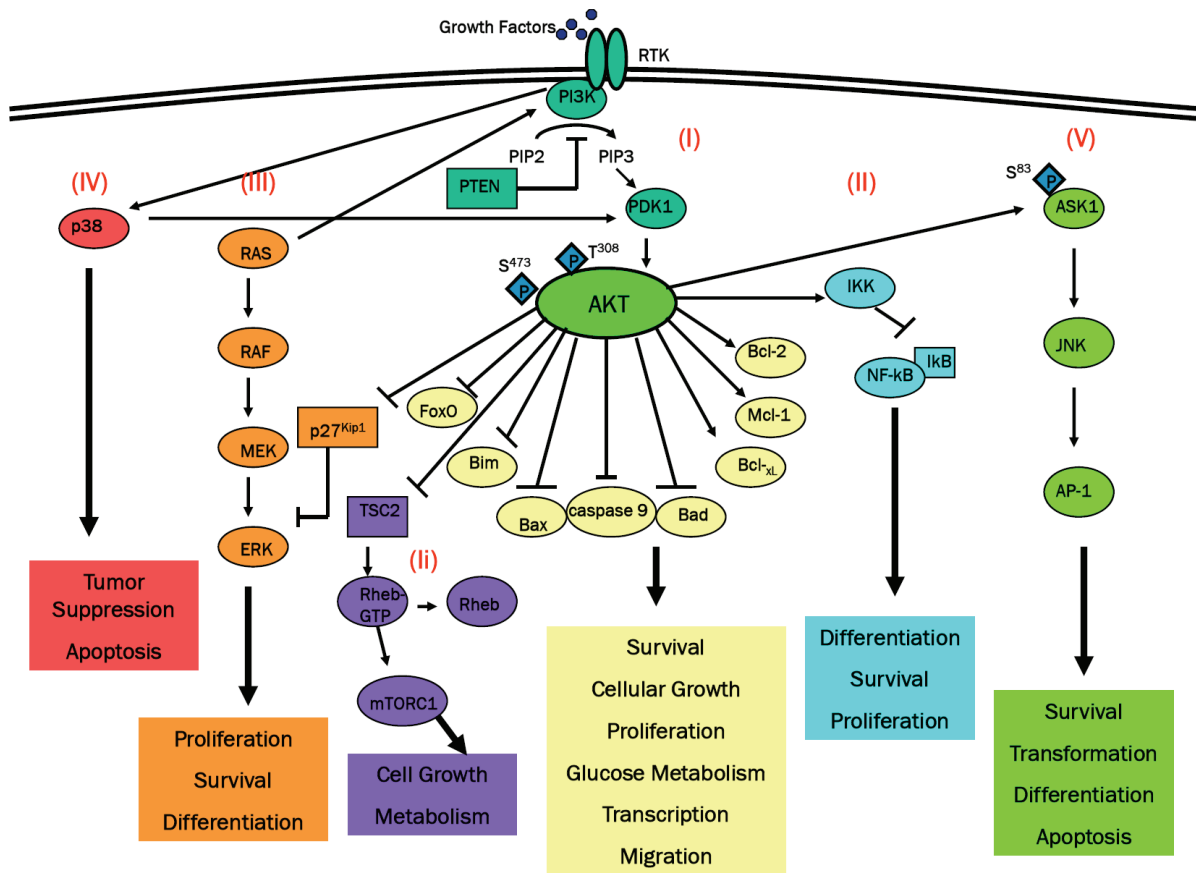 Growth Factors
RTK
PI3K
(I)
(V)
PIP2
PIP3
(IV)
(III)
(II)
S83
P
PTEN
p38
PDK1
ASK1
RAS
S473
P
P
T308
AKT
IKK
RAF
Bcl-2
JNK
NF-kB
IkB
FoxO
Mcl-1
p27Kip1
MEK
Bim
Bcl-xL
TSC2
Bax
caspase 9
Bad
AP-1
ERK
(Ii)
Rheb-
GTP
Rheb
mTORC1
Tumor
Suppression
Apoptosis
Proliferation
Survival
Differentiation
Cell Growth
Metabolism
Survival
Cellular Growth
Proliferation
Glucose Metabolism
Transcription
Migration
Differentiation
Survival
Proliferation
Survival
Transformation
Differentiation
Apoptosis